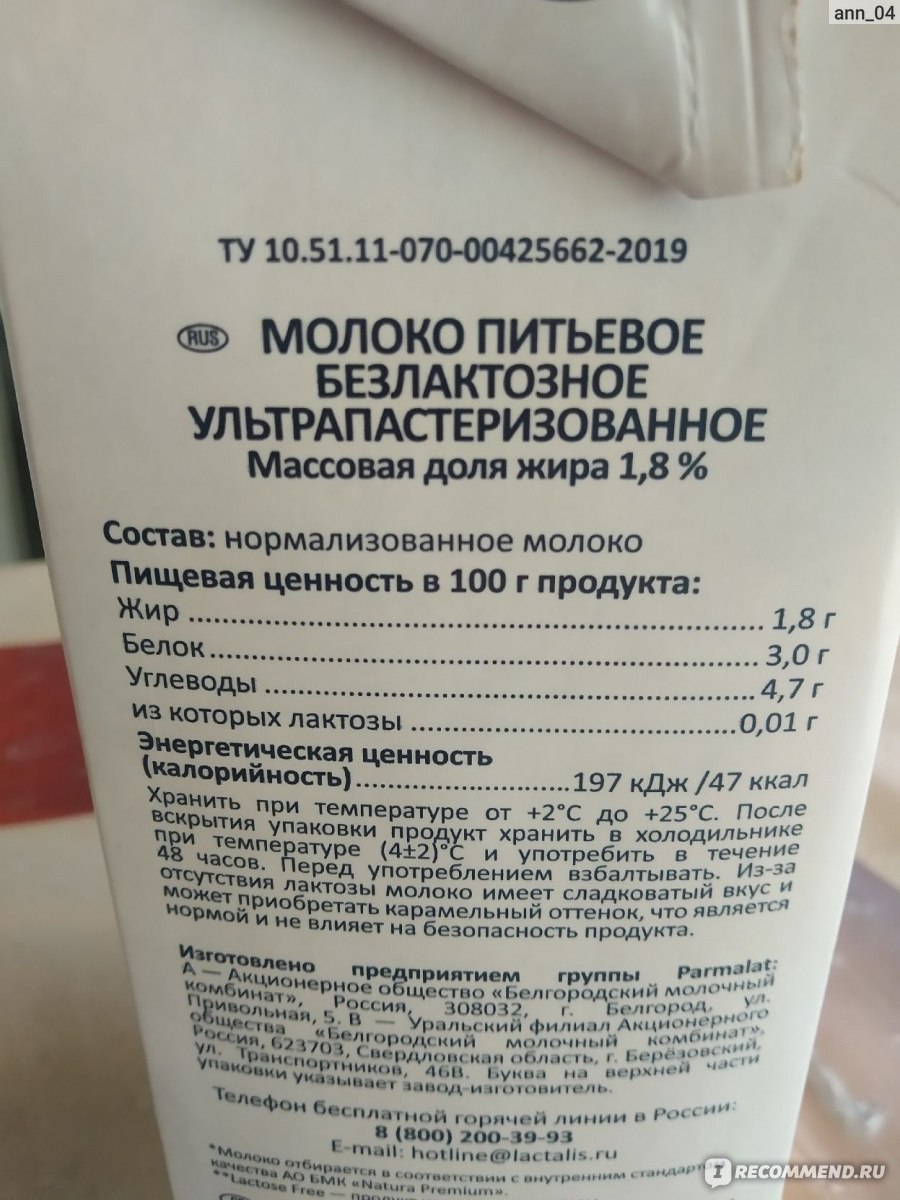 ann_04
ТУ 10.51.11-070-00425662-2019
RUS МОЛОКО ПИТЬЕВОЕ
БЕЗЛАКТОЗНОЕ
УЛЬТРАПАСТЕРИЗОВАННОЕ
Массовая доля жира 1,8 %
Состав: нормализованное молоко
Пищевая ценность в 100 г продукта:
Жир ........ 1,8 г
Белок ........ 3,0 г
Углеводы ........ 4,7 г
из которых лактозы ........ 0,01 г
Энергетическая ценность
(калорийность) ........ 197 кДж /47 ккал
Хранить при температуре от +2°С до +25°С. После
вскрытия упаковки продукт хранить в холодильнике
при температуре (4±2)°С и употребить в течение
48 часов. Перед употреблением взбалтывать. Из-за
отсутствия лактозы молоко имеет сладковатый вкус и
может приобретать карамельный оттенок, что является
нормой и не влияет на безопасность продукта.
Изготовлено предприятием группы Parmalat:
А — Акционерное общество «Белгородский молочный
комбинат», Россия, 308032, г. Белгород, ул.
Привольная, 5. В — Уральский филиал Акционерного
общества «Белгородский молочный комбинат»,
Россия, 623703, Свердловская область, г. Берёзовский,
ул. Транспортников, 46В. Буква на верхней части
упаковки указывает завод-изготовитель.
Телефон бесплатной горячей линии в России:
8 (800) 200-39-93
E-mail: hotline@lactalis.ru
*Молоко отбирается в соответствии с внутренним
качества АО БМК «Natura Premium».
**Lactose Free —
IRECOMMEND.RU